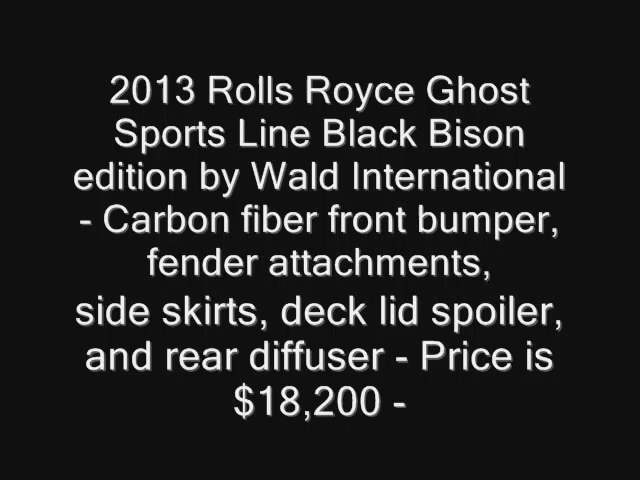 2013 Rolls Royce Ghost
Sports Line Black Bison
edition by Wald International
- Carbon fiber front bumper,
fender attachments,
side skirts, deck lid spoiler,
and rear diffuser - Price is
$18,200 -